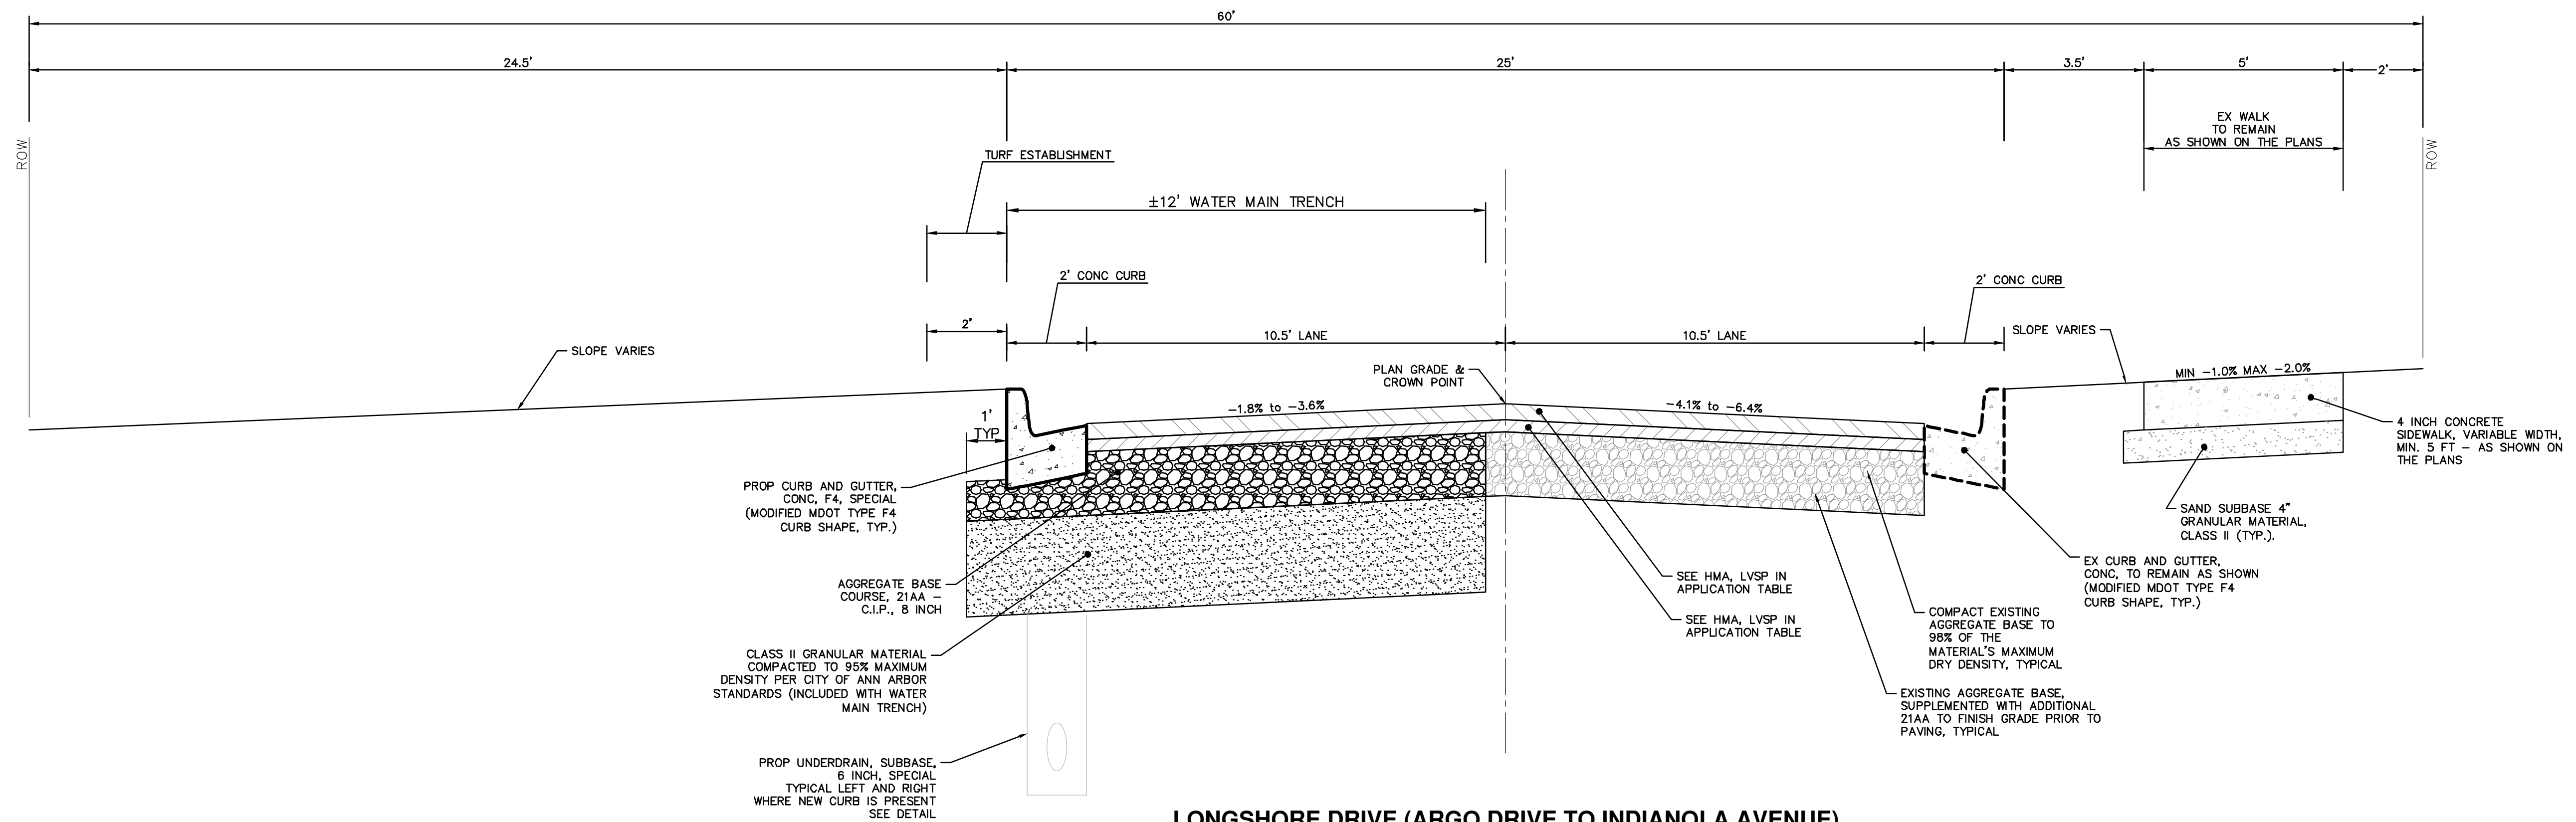 60'
24.5'
25'
3.5'
5'
2'
ROW
ROW
EX WALK
TO REMAIN
AS SHOWN ON THE PLANS
TURF ESTABLISHMENT
±12' WATER MAIN TRENCH
2' CONC CURB
2' CONC CURB
2'
10.5' LANE
10.5' LANE
SLOPE VARIES
SLOPE VARIES
PLAN GRADE &
CROWN POINT
MIN -1.0% MAX -2.0%
-1.8% to -3.6%
-4.1% to -6.4%
1'
TYP
4 INCH CONCRETE
SIDEWALK, VARIABLE WIDTH,
MIN. 5 FT – AS SHOWN ON
THE PLANS
PROP CURB AND GUTTER,
CONC, F4, SPECIAL
(MODIFIED MDOT TYPE F4
CURB SHAPE, TYP.)
SAND SUBBASE 4"
GRANULAR MATERIAL,
CLASS II (TYP.).
EX CURB AND GUTTER,
CONC, TO REMAIN AS SHOWN
(MODIFIED MDOT TYPE F4
CURB SHAPE, TYP.)
AGGREGATE BASE
COURSE, 21AA –
C.I.P., 8 INCH
SEE HMA, LVSP IN
APPLICATION TABLE
SEE HMA, LVSP IN
APPLICATION TABLE
COMPACT EXISTING
AGGREGATE BASE TO
98% OF THE
MATERIAL'S MAXIMUM
DRY DENSITY, TYPICAL
CLASS II GRANULAR MATERIAL
COMPACTED TO 95% MAXIMUM
DENSITY PER CITY OF ANN ARBOR
STANDARDS (INCLUDED WITH WATER
MAIN TRENCH)
EXISTING AGGREGATE BASE,
SUPPLEMENTED WITH ADDITIONAL
21AA TO FINISH GRADE PRIOR TO
PAVING, TYPICAL
PROP UNDERDRAIN, SUBBASE,
6 INCH, SPECIAL
TYPICAL LEFT AND RIGHT
WHERE NEW CURB IS PRESENT
SEE DETAIL
LONGSHORE DRIVE (ARGO DRIVE TO INDIANOLA AVENUE)